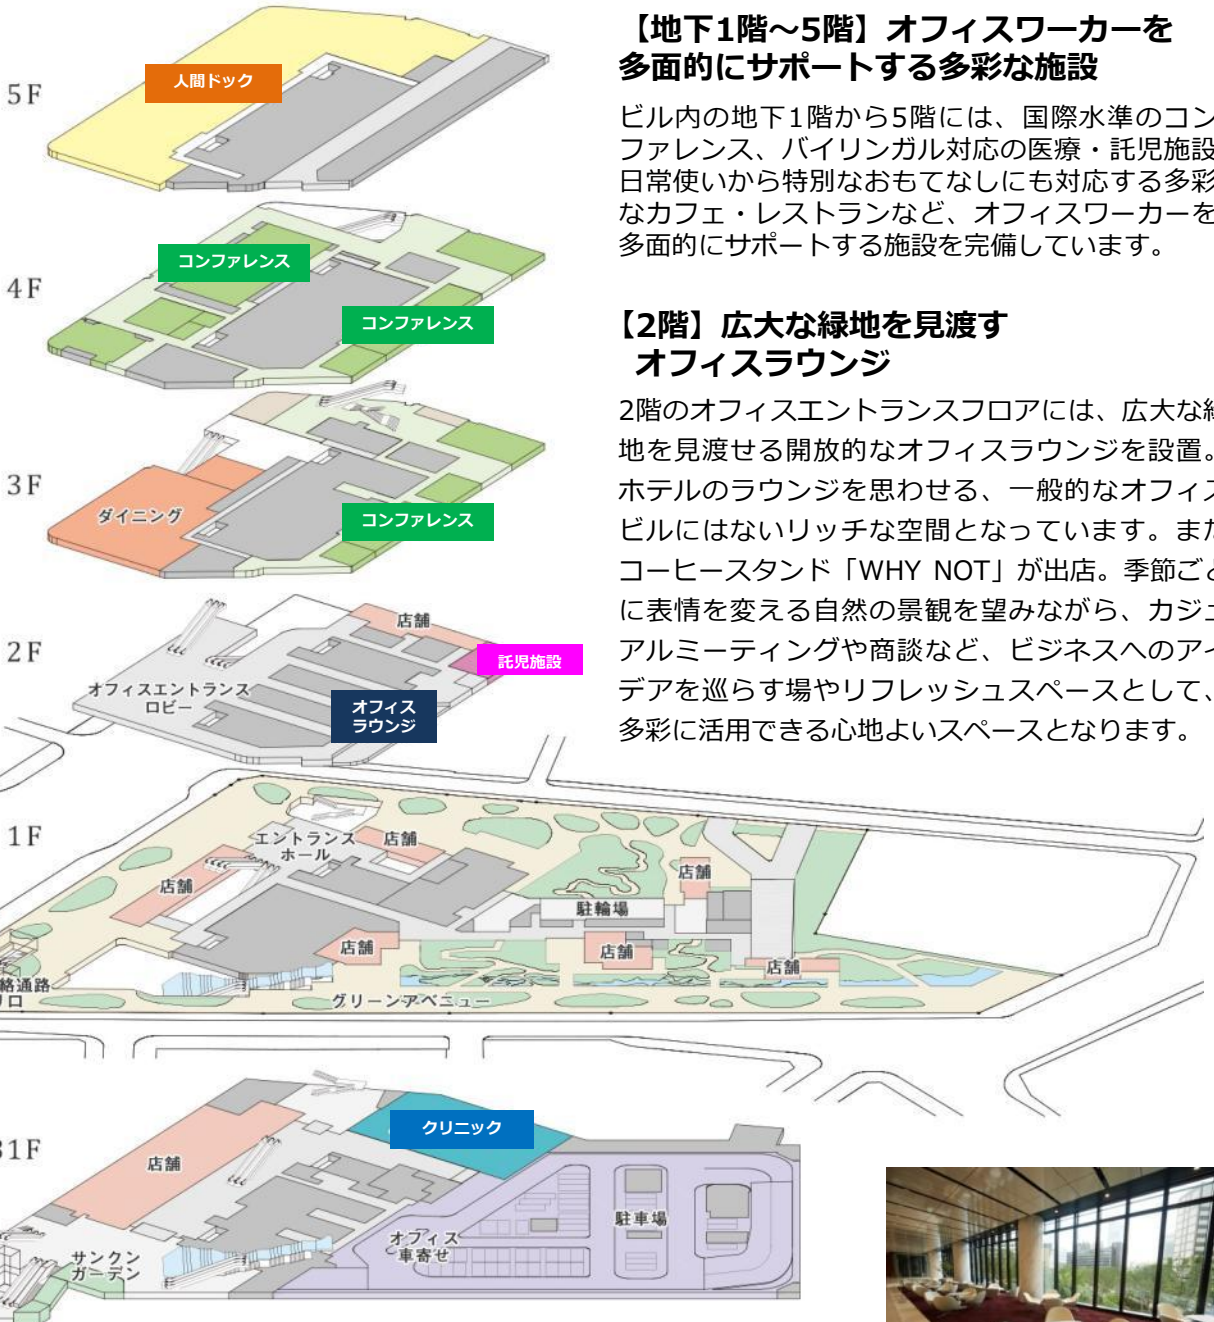 【地下1階～5階】オフィスワーカーを
多面的にサポートする多彩な施設
ビル内の地下1階から5階には、国際水準のコン
ファレンス、バイリンガル対応の医療・託児施設
日常使いから特別なおもてなしにも対応する多彩
なカフェ・レストランなど、オフィスワーカーを
多面的にサポートする施設を完備しています。
【2階】広大な緑地を見渡す
オフィスラウンジ
2階のオフィスエントランスフロアには、広大な緑
地を見渡せる開放的なオフィスラウンジを設置。
ホテルのラウンジを思わせる、一般的なオフィス
ビルにはないリッチな空間となっています。また
コーヒースタンド「WHY NOT」が出店。季節ごと
に表情を変える自然の景観を望みながら、カジュ
アルミーティングや商談など、ビジネスへのアイ
デアを巡らす場やリフレッシュスペースとして、
多彩に活用できる心地よいスペースとなります。
5F
人間ドック
4F
コンファレンス
コンファレンス
3F
ダイニング
コンファレンス
2F
店舗
託児施設
オフィスエントランス
ロビー
オフィス
ラウンジ
1F
エントランス
ホール
店舗
店舗
店舗
駐輪場
店舗
店舗
店舗
絡通路
口
グリーンアベニュー
31F
クリニック
店舗
駐車場
オフィス
車寄せ
サンクン
ガーデン